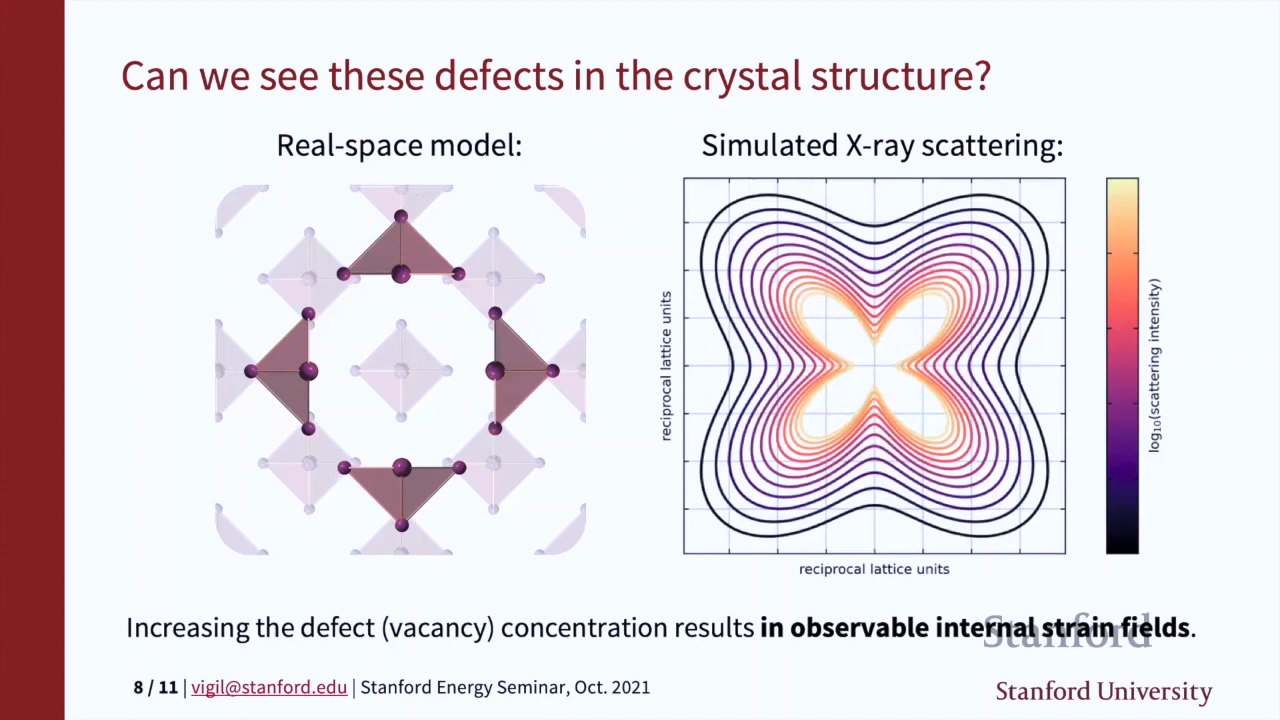 Can we see these defects in the crystal structure?
Real-space model:
Simulated X-ray scattering:
reciprocal lattice units
log₁₀(scattering intensity)
reciprocal lattice units
Increasing the defect (vacancy) concentration results in observable internal strain fields.
Stanford
8 / 11 | vigil@stanford.edu | Stanford Energy Seminar, Oct. 2021
Stanford University